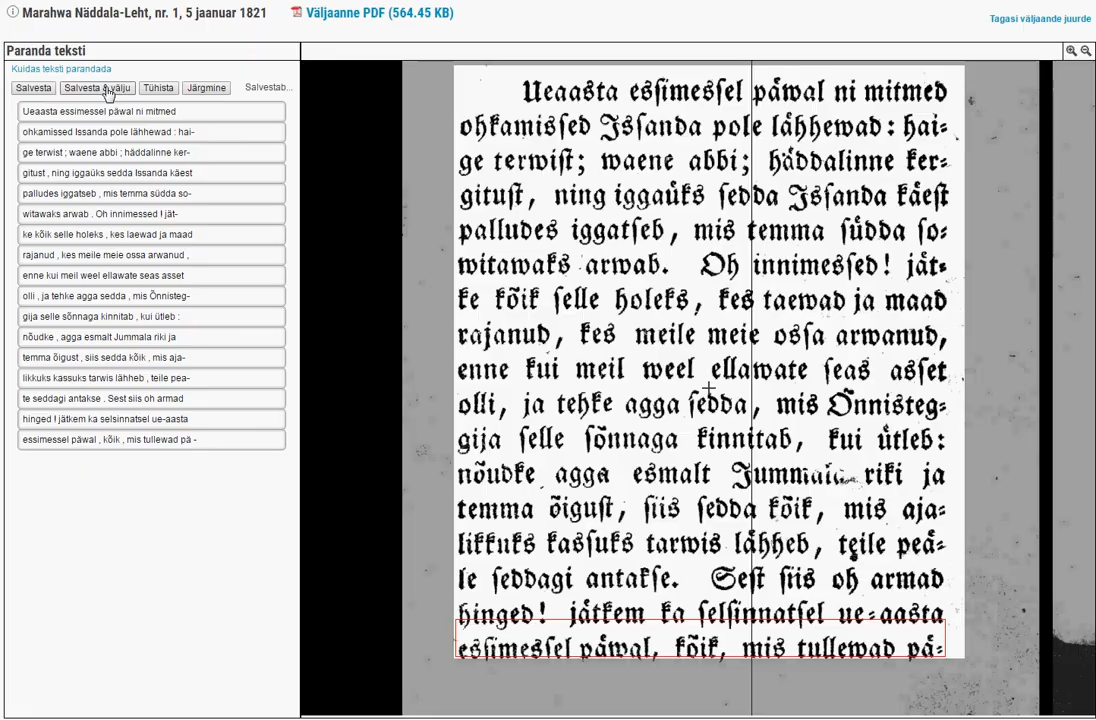 Marahwa Näddala-Leht, nr. 1, 5 jaanuar 1821
Väljaanne PDF (564.45 KB)
Tagasi väljaande juurde
Paranda teksti
Kuidas teksti parandada
Salvesta
Salvesta & välju
Tühista
Järgmine
Salvestab...
Ueaasta essimessel päwal ni mitmed
ohkamissed Issanda pole lähhewad : hai-
ge terwist ; waene abbi ; häddalinne ker-
gitust , ning iggaüks sedda Issanda käest
palludes iggatseb , mis temma südda so-
witawaks arwab . Oh innimessed ! jät-
ke kõik selle holeks , kes laewad ja maad
rajanud , kes meile meie ossa arwanud ,
enne kui meil weel ellawate seas asset
olli , ja tehke agga sedda , mis Õnnisteg-
gija selle sõnnaga kinnitab , kui ütleb :
nõudke , agga esmalt Jummala riki ja
temma õigust , siis sedda kõik , mis aja-
likkuks kassuks tarwis lähheb , teile pea-
te seddagi antakse . Sest siis oh armad
hinged ! jätkem ka selsinnatsel ue-aasta
essimesel päwal , kõik , mis tullewad pä -
Ueaasta esſimesſel päwal ni mitmed
ohkamisſed Isſanda pole lähhewad: hai-
ge terwiſt; waene abbi; häddalinne ker-
gituſt, ning iggaüks ſedda Isſanda käeſt
palludes iggatſeb, mis temma ſüdda ſo-
witawaks arwab. Oh innimesſed! jät-
ke kõik ſelle holeks, kes taewad ja maad
rajanud, kes meile meie osſa arwanud,
enne kui meil weel ellawate ſeas asſet
olli, ja tehke agga ſedda, mis Õnnisteg-
gija ſelle ſõnnaga kinnitab, kui ütleb:
nõudke agga esmalt Jummala riki ja
temma õiguſt, ſiis ſedda kõik, mis aja-
likkuks kasſuks tarwis lähheb, teile peä-
le ſeddagi antakſe. Seſt ſiis oh armad
hinged! jätkem ka ſelſinnatſel ue-aasta
esſimesſel päwal, kõik, mis tullewad pä-